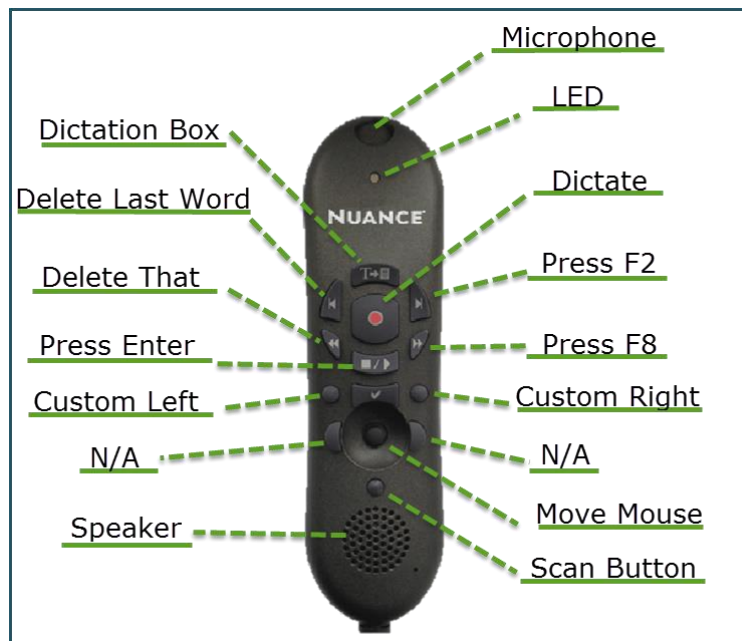 Microphone
LED
Dictation Box
Dictate
Delete Last Word
NUANCE
Press F2
Delete That
Press Enter
Press F8
Custom Left
Custom Right
N/A
N/A
Speaker
Move Mouse
Scan Button